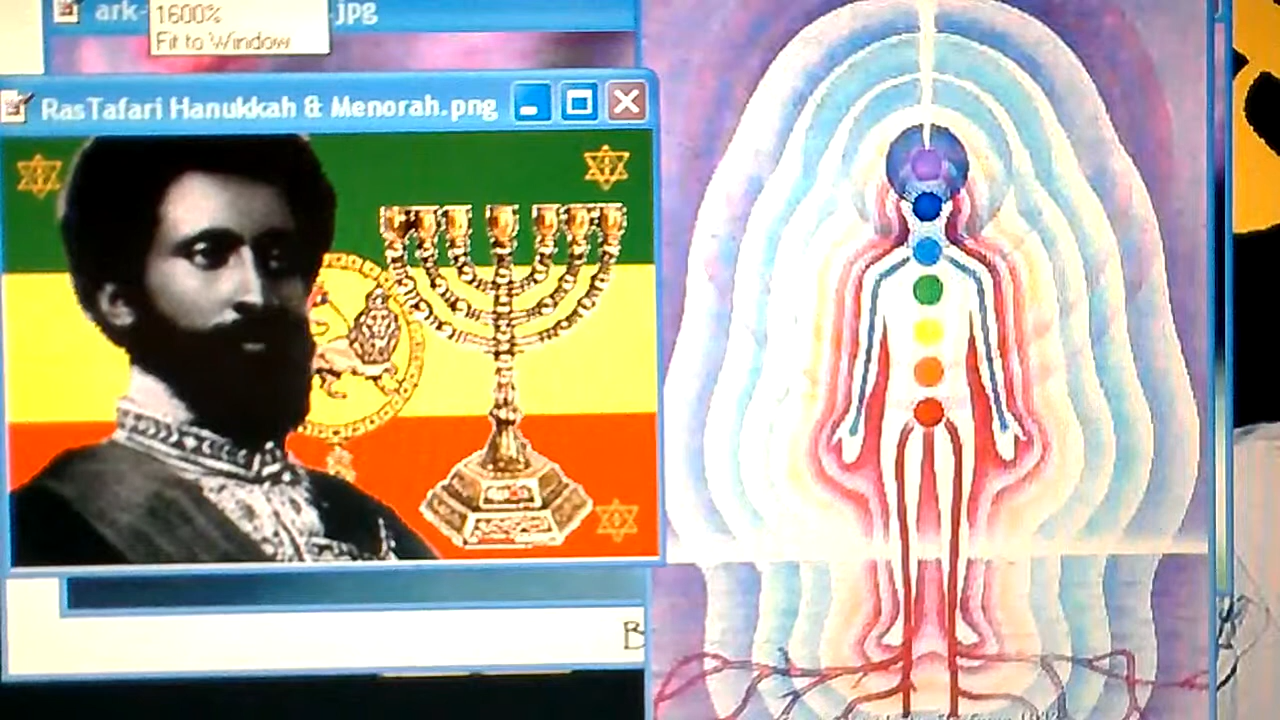 ark-
.jpg
1600%
Fit to Window
RasTafari Hanukkah & Menorah.png
B